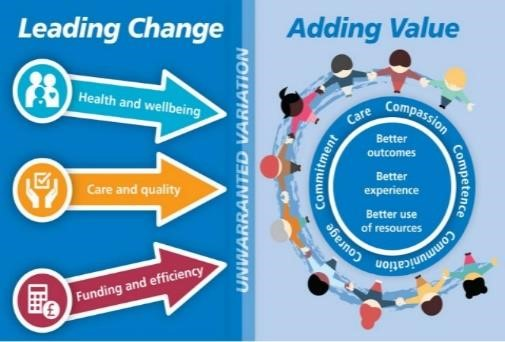 Leading Change
Health and wellbeing
Care and quality
Funding and efficiency
£
UNWARRANTED VARIATION
Adding Value
Care Compassion Competence Communication Courage Commitment
Better
outcomes
Better
experience
Better use
of resources